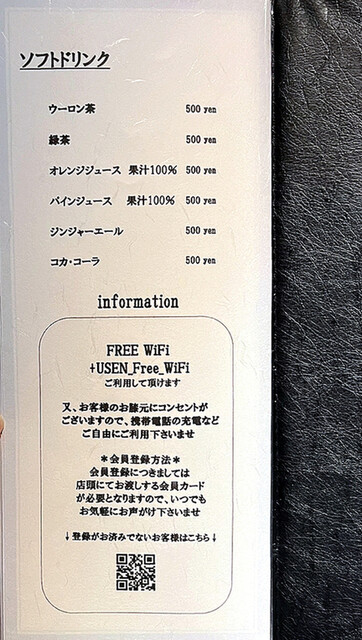 ソフトドリンク
ウーロン茶 500 yen
緑茶 500 yen
オレンジジュース 果汁100% 500 yen
パインジュース 果汁100% 500 yen
ジンジャーエール 500 yen
コカ・コーラ 500 yen
information
FREE WiFi
+USEN_Free_WiFi
ご利用して頂けます
又、お客様のお膝元にコンセントが
ございますので、携帯電話の充電など
ご自由にご利用下さいませ
＊会員登録方法＊
会員登録につきましては
店頭にてお渡しする会員カード
が必要となりますので、いつでも
お気軽にお声がけ下さいませ
↓登録がお済みでないお客様はこちら↓